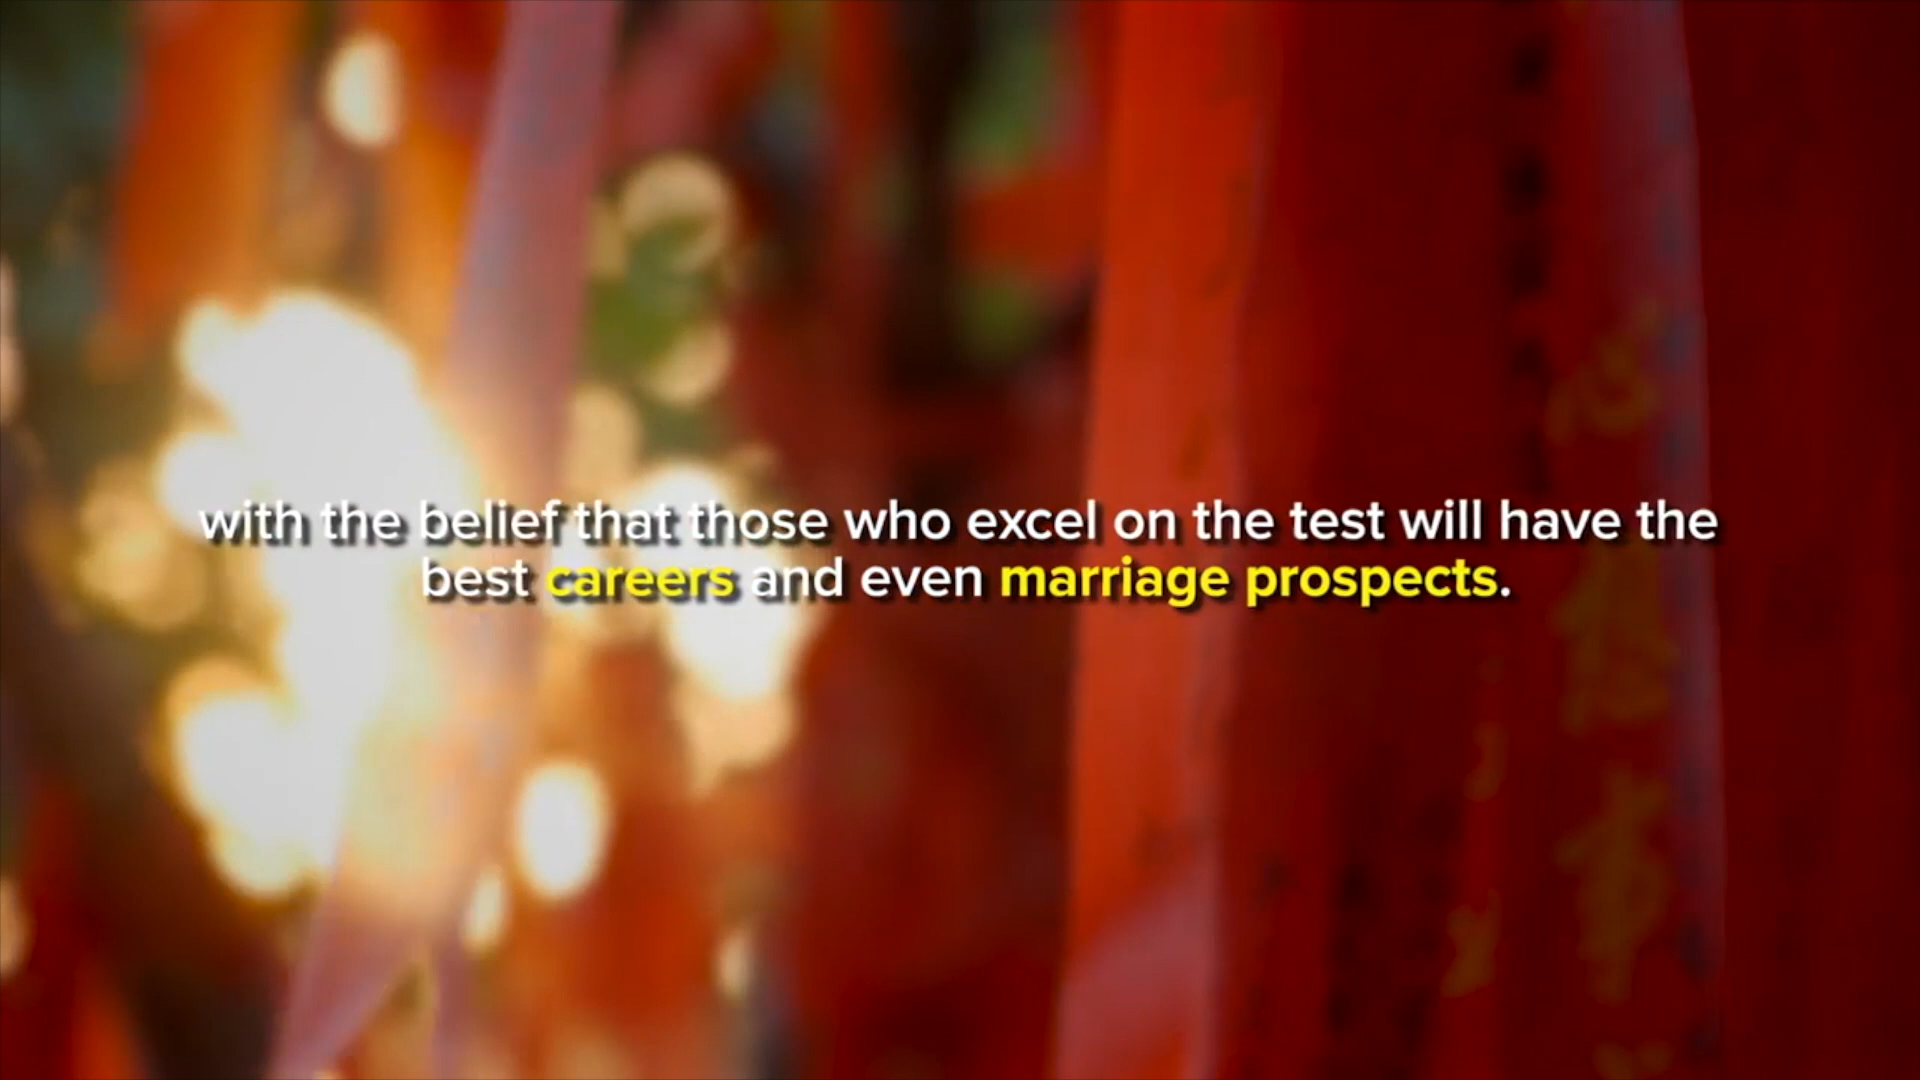 with the belief that those who excel on the test will have the
best careers and even marriage prospects.